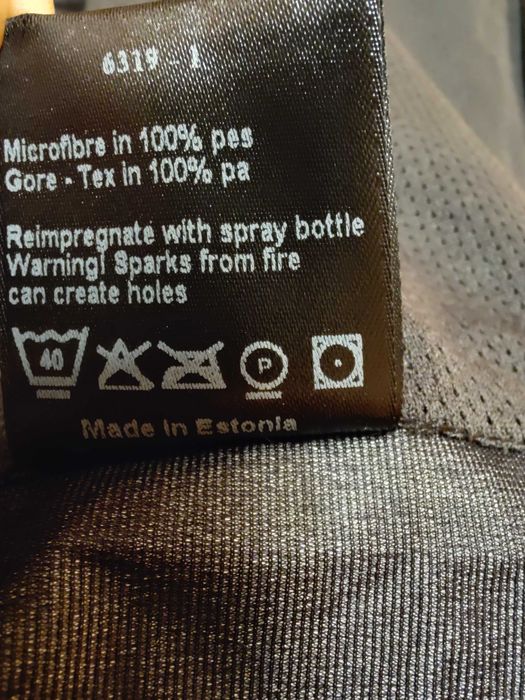 6319 - 1
Microfibre in 100% pes
Gore - Tex in 100% pa
Reimpregnate with spray bottle
Warning! Sparks from fire
can create holes
40 P
Made in Estonia